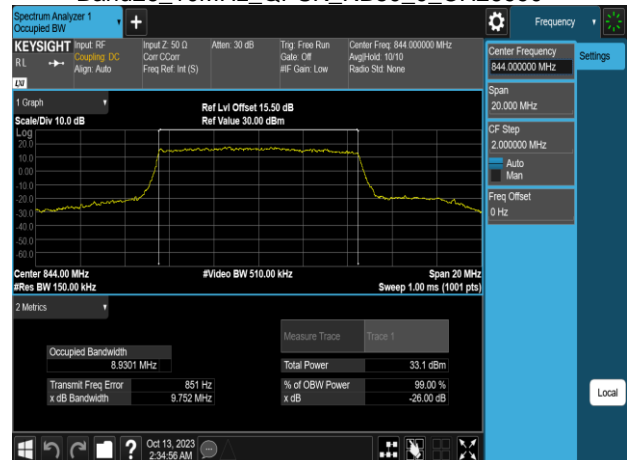 Spectrum Analyzer 1
Occupied BW
Frequency
KEYSIGHT
RL
Input: RF
Coupling: DC
Align: Auto
Input Z: 50 Ω
Corr CCorr
Freq Ref: Int (S)
Atten: 30 dB
Trig: Free Run
Gate: Off
#IF Gain: Low
Center Freq: 844.000000 MHz
Avg|Hold: 10/10
Radio Std: None
LXI
Center Frequency
844.000000 MHz
Settings
Span
20.000 MHz
CF Step
2.000000 MHz
Auto
Man
Freq Offset
0 Hz
1 Graph
Scale/Div 10.0 dB
Ref Lvl Offset 15.50 dB
Ref Value 30.00 dBm
Log
20.0
10.0
0.00
-10.0
-20.0
-30.0
-40.0
-50.0
-60.0
Center 844.00 MHz
#Video BW 510.00 kHz
Span 20 MHz
#Res BW 150.00 kHz
Sweep 1.00 ms (1001 pts)
2 Metrics
Measure Trace
Trace 1
Occupied Bandwidth
8.9301 MHz
Total Power
33.1 dBm
Transmit Freq Error
851 Hz
% of OBW Power
99.00 %
x dB Bandwidth
9.752 MHz
x dB
-26.00 dB
Local
?
Oct 13, 2023
2:34:56 AM